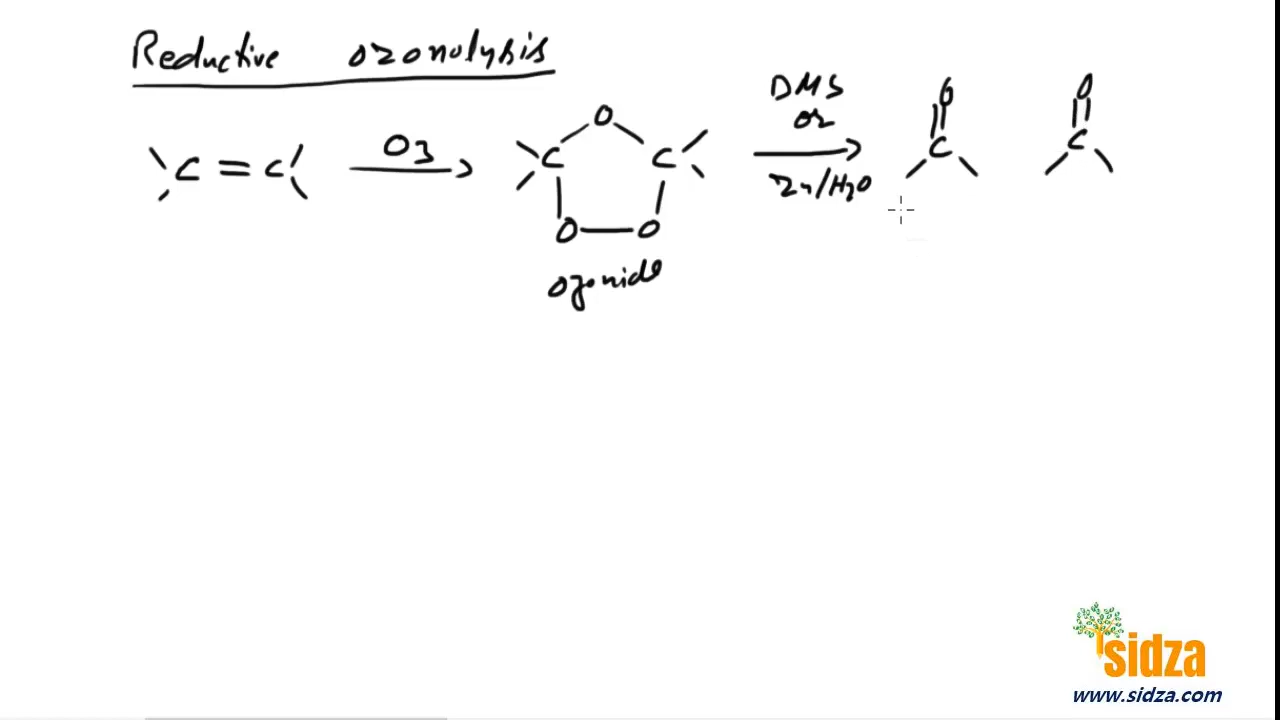 Reductive ozonolysis
C = C
O3
O
C C
O — O
ozonide
DMS
or
Zn/H2O
O O
C C
sidza
www.sidza.com